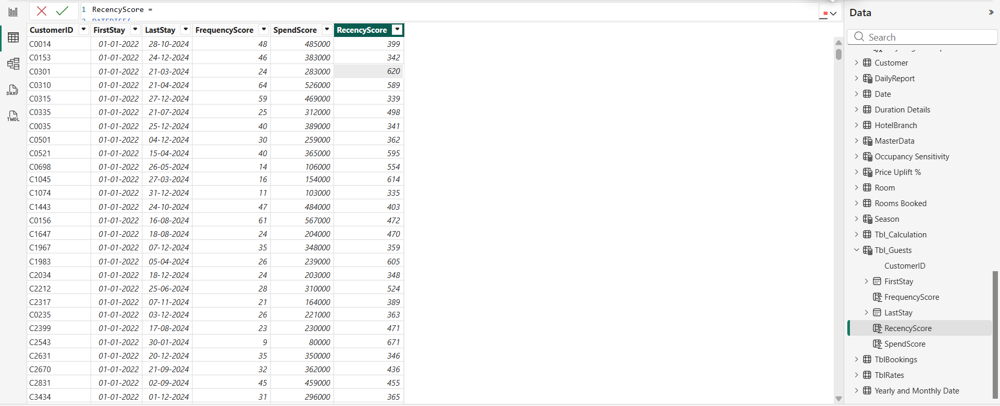 1 RecencyScore =
2 DATEDIFF(
CustomerID FirstStay LastStay FrequencyScore SpendScore RecencyScore
C0014 01-01-2022 28-10-2024 48 485000 399
C0153 01-01-2022 24-12-2024 46 383000 342
C0301 01-01-2022 21-03-2024 24 283000 620
C0310 01-01-2022 21-04-2024 64 526000 589
C0315 01-01-2022 27-12-2024 59 469000 339
C0335 01-01-2022 21-07-2024 25 312000 498
C0035 01-01-2022 25-12-2024 40 389000 341
C0501 01-01-2022 04-12-2024 30 259000 362
C0521 01-01-2022 15-04-2024 40 365000 595
C0698 01-01-2022 26-05-2024 14 106000 554
C1045 01-01-2022 27-03-2024 16 154000 614
C1074 01-01-2022 31-12-2024 11 103000 335
C1443 01-01-2022 24-10-2024 47 484000 403
C0156 01-01-2022 16-08-2024 61 567000 472
C1647 01-01-2022 18-08-2024 24 204000 470
C1967 01-01-2022 07-12-2024 35 348000 359
C1983 01-01-2022 05-04-2024 26 239000 605
C2034 01-01-2022 18-12-2024 24 203000 348
C2212 01-01-2022 25-06-2024 28 310000 524
C2317 01-01-2022 07-11-2024 21 164000 389
C0235 01-01-2022 03-12-2024 26 221000 363
C2399 01-01-2022 17-08-2024 23 230000 471
C2543 01-01-2022 30-01-2024 9 80000 671
C2631 01-01-2022 20-12-2024 35 350000 346
C2670 01-01-2022 21-09-2024 32 362000 436
C2831 01-01-2022 02-09-2024 45 459000 455
C3434 01-01-2022 01-12-2024 31 296000 365
DAX
TMDL
Data
Search
Customer
DailyReport
Date
Duration Details
HotelBranch
MasterData
Occupancy Sensitivity
Price Uplift %
Room
Rooms Booked
Season
Tbl_Calculation
Tbl_Guests
CustomerID
FirstStay
FrequencyScore
LastStay
RecencyScore
SpendScore
TblBookings
TblRates
Yearly and Monthly Date